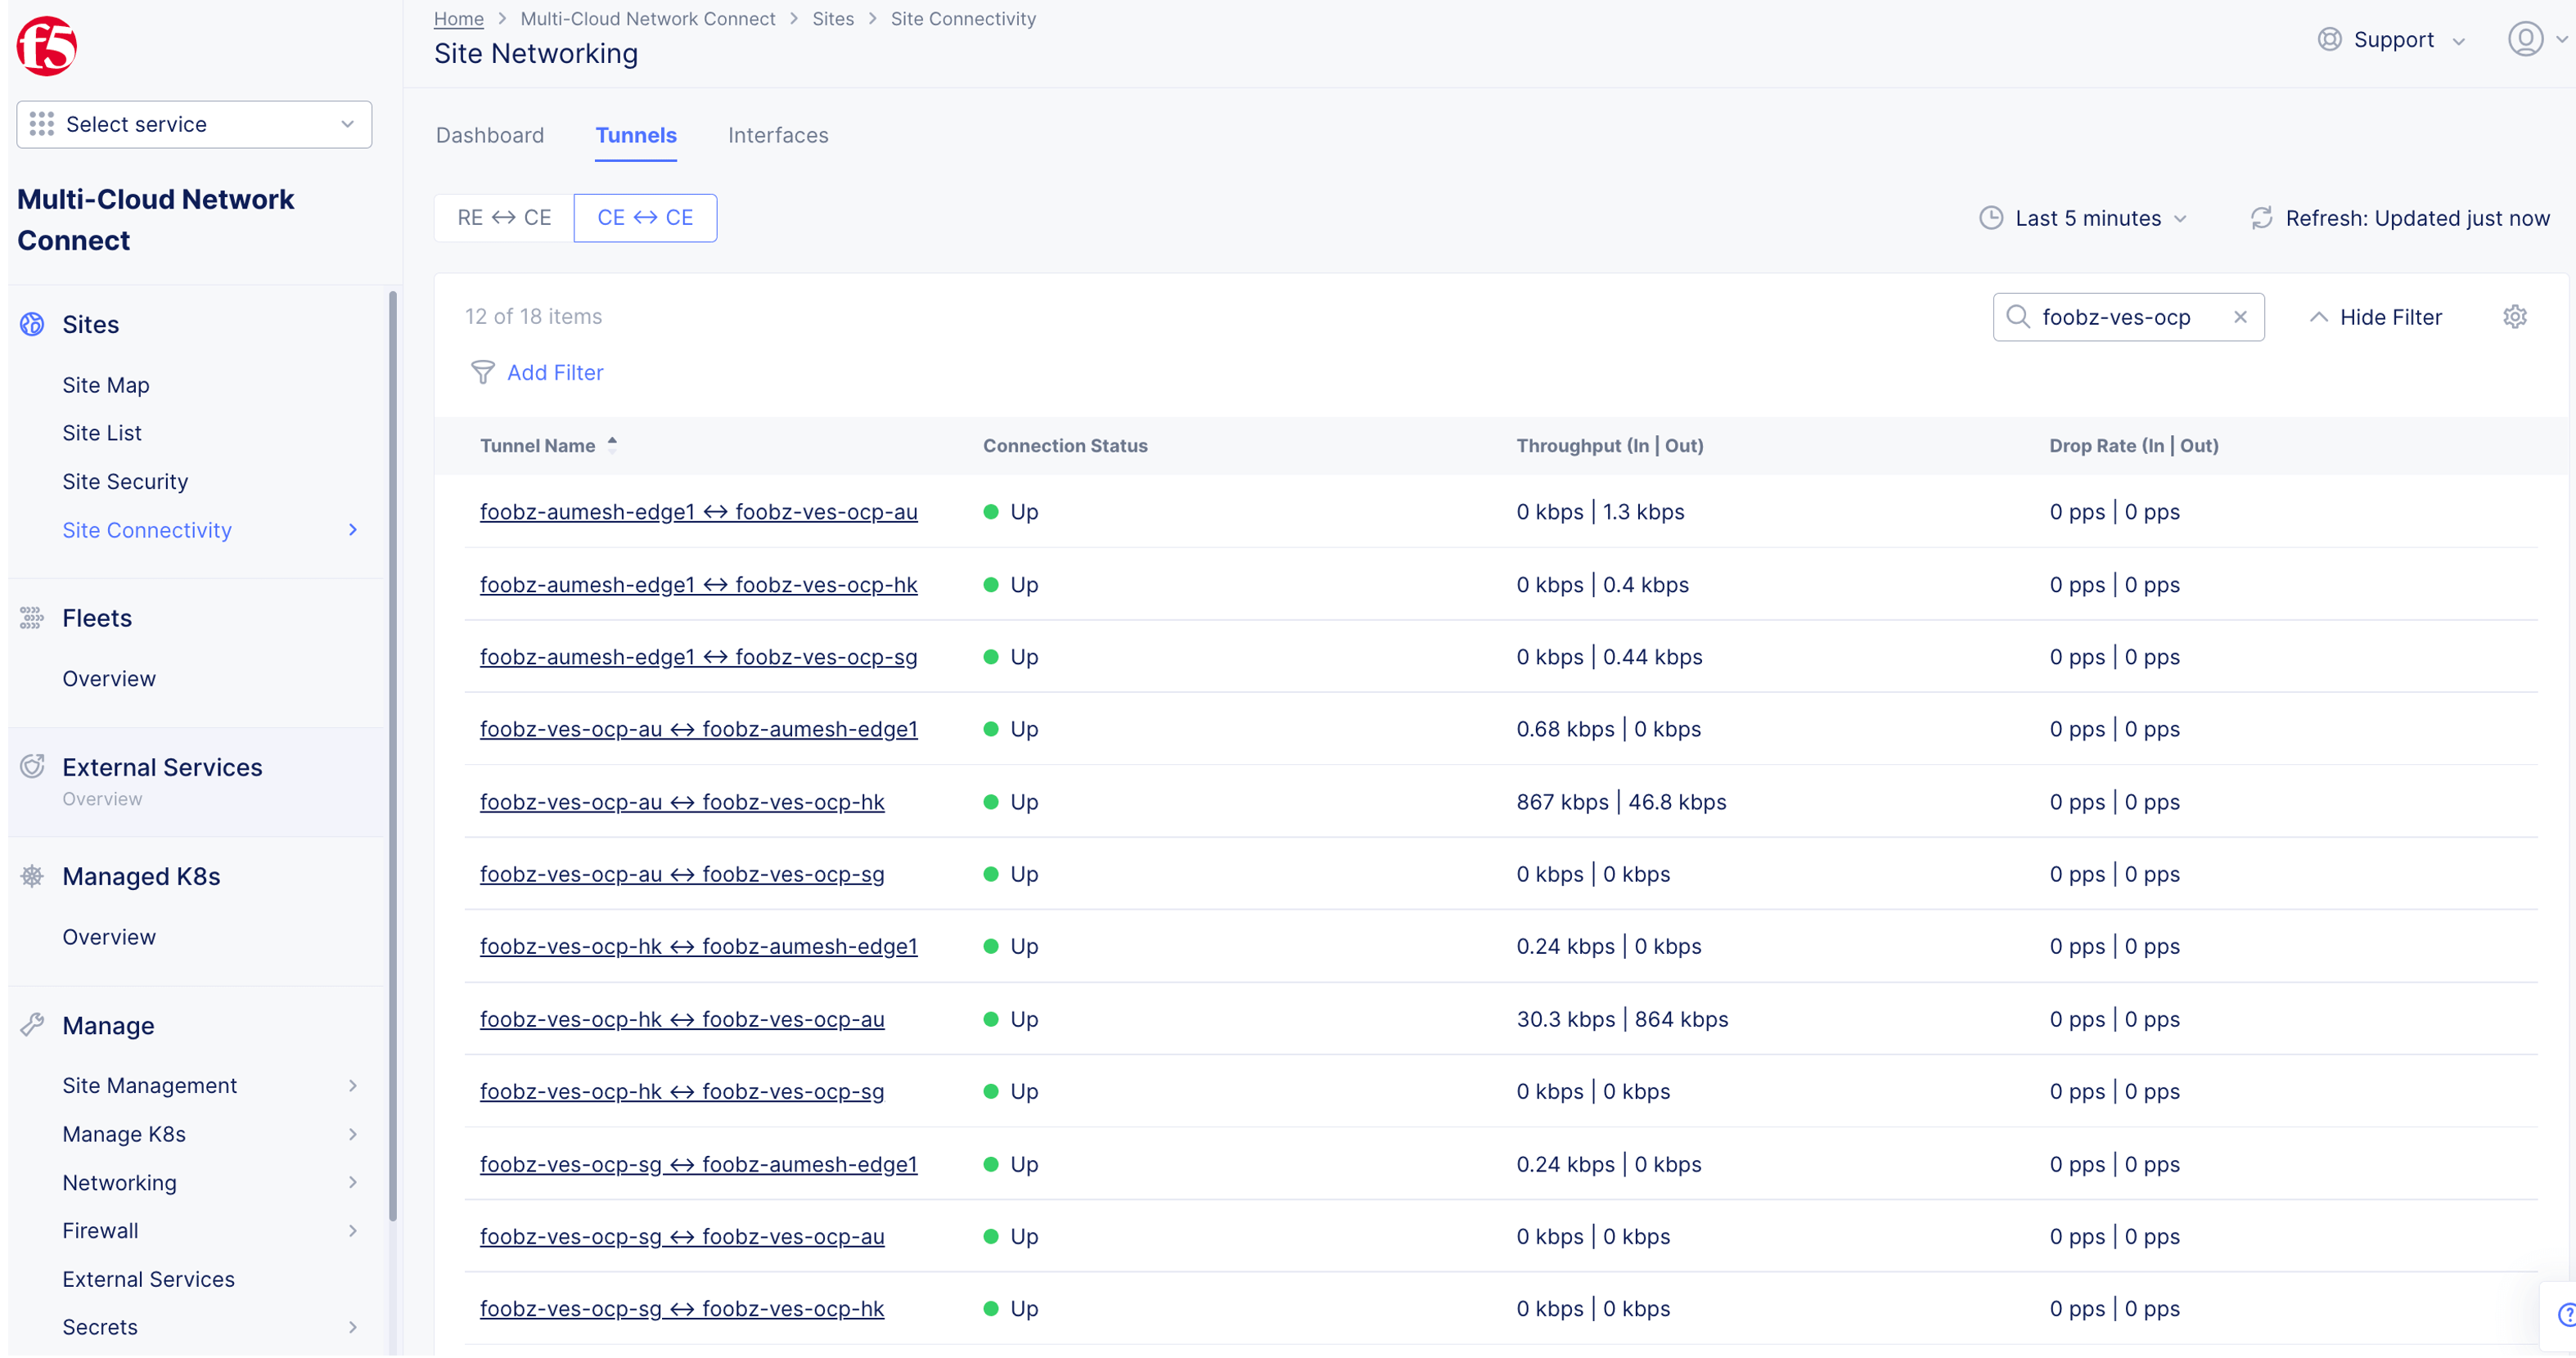 f5
Select service
Multi-Cloud Network
Connect
Sites
Site Map
Site List
Site Security
Site Connectivity
Fleets
Overview
External Services
Overview
Managed K8s
Overview
Manage
Site Management
Manage K8s
Networking
Firewall
External Services
Secrets
Home > Multi-Cloud Network Connect > Sites > Site Connectivity
Site Networking
Support
Dashboard Tunnels Interfaces
RE ↔ CE CE ↔ CE
Last 5 minutes Refresh: Updated just now
12 of 18 items
foobz-ves-ocp
Hide Filter
Add Filter
Tunnel Name Connection Status Throughput (In | Out) Drop Rate (In | Out)
foobz-aumesh-edge1 ↔ foobz-ves-ocp-au Up 0 kbps | 1.3 kbps 0 pps | 0 pps
foobz-aumesh-edge1 ↔ foobz-ves-ocp-hk Up 0 kbps | 0.4 kbps 0 pps | 0 pps
foobz-aumesh-edge1 ↔ foobz-ves-ocp-sg Up 0 kbps | 0.44 kbps 0 pps | 0 pps
foobz-ves-ocp-au ↔ foobz-aumesh-edge1 Up 0.68 kbps | 0 kbps 0 pps | 0 pps
foobz-ves-ocp-au ↔ foobz-ves-ocp-hk Up 867 kbps | 46.8 kbps 0 pps | 0 pps
foobz-ves-ocp-au ↔ foobz-ves-ocp-sg Up 0 kbps | 0 kbps 0 pps | 0 pps
foobz-ves-ocp-hk ↔ foobz-aumesh-edge1 Up 0.24 kbps | 0 kbps 0 pps | 0 pps
foobz-ves-ocp-hk ↔ foobz-ves-ocp-au Up 30.3 kbps | 864 kbps 0 pps | 0 pps
foobz-ves-ocp-hk ↔ foobz-ves-ocp-sg Up 0 kbps | 0 kbps 0 pps | 0 pps
foobz-ves-ocp-sg ↔ foobz-aumesh-edge1 Up 0.24 kbps | 0 kbps 0 pps | 0 pps
foobz-ves-ocp-sg ↔ foobz-ves-ocp-au Up 0 kbps | 0 kbps 0 pps | 0 pps
foobz-ves-ocp-sg ↔ foobz-ves-ocp-hk Up 0 kbps | 0 kbps 0 pps | 0 pps